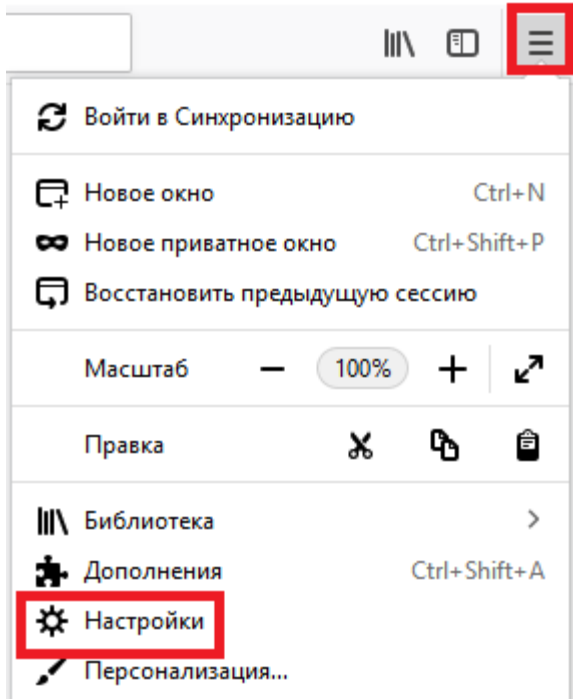 Войти в Синхронизацию
Новое окно Ctrl+N
Новое приватное окно Ctrl+Shift+P
Восстановить предыдущую сессию
Масштаб 100%
Правка
Библиотека
Дополнения Ctrl+Shift+A
Настройки
Персонализация...